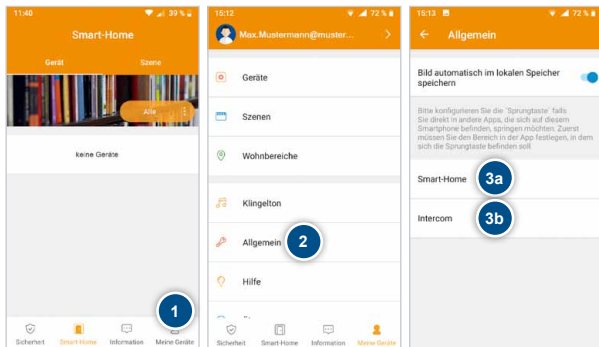 11:40
39 %
Smart-Home
Gerät
Szene
Alle
keine Geräte
1
Sicherheit
Smart-Home
Information
Meine Geräte
15:12
72 %
Max.Mustermann@muster...
Geräte
Szenen
Wohnbereiche
Klingelton
Allgemein
2
Hilfe
Sicherheit
Smart-Home
Information
Meine Geräte
15:13
72 %
Allgemein
Bild automatisch im lokalen Speicher
speichern
Bitte konfigurieren Sie die "Sprungtaste" falls
Sie direkt in andere Apps, die sich auf diesem
Smartphone befinden, springen möchten. Zuerst
müssen Sie den Bereich in der App festlegen, in dem
sich die Sprungtaste befinden soll.
Smart-Home
3a
Intercom
3b